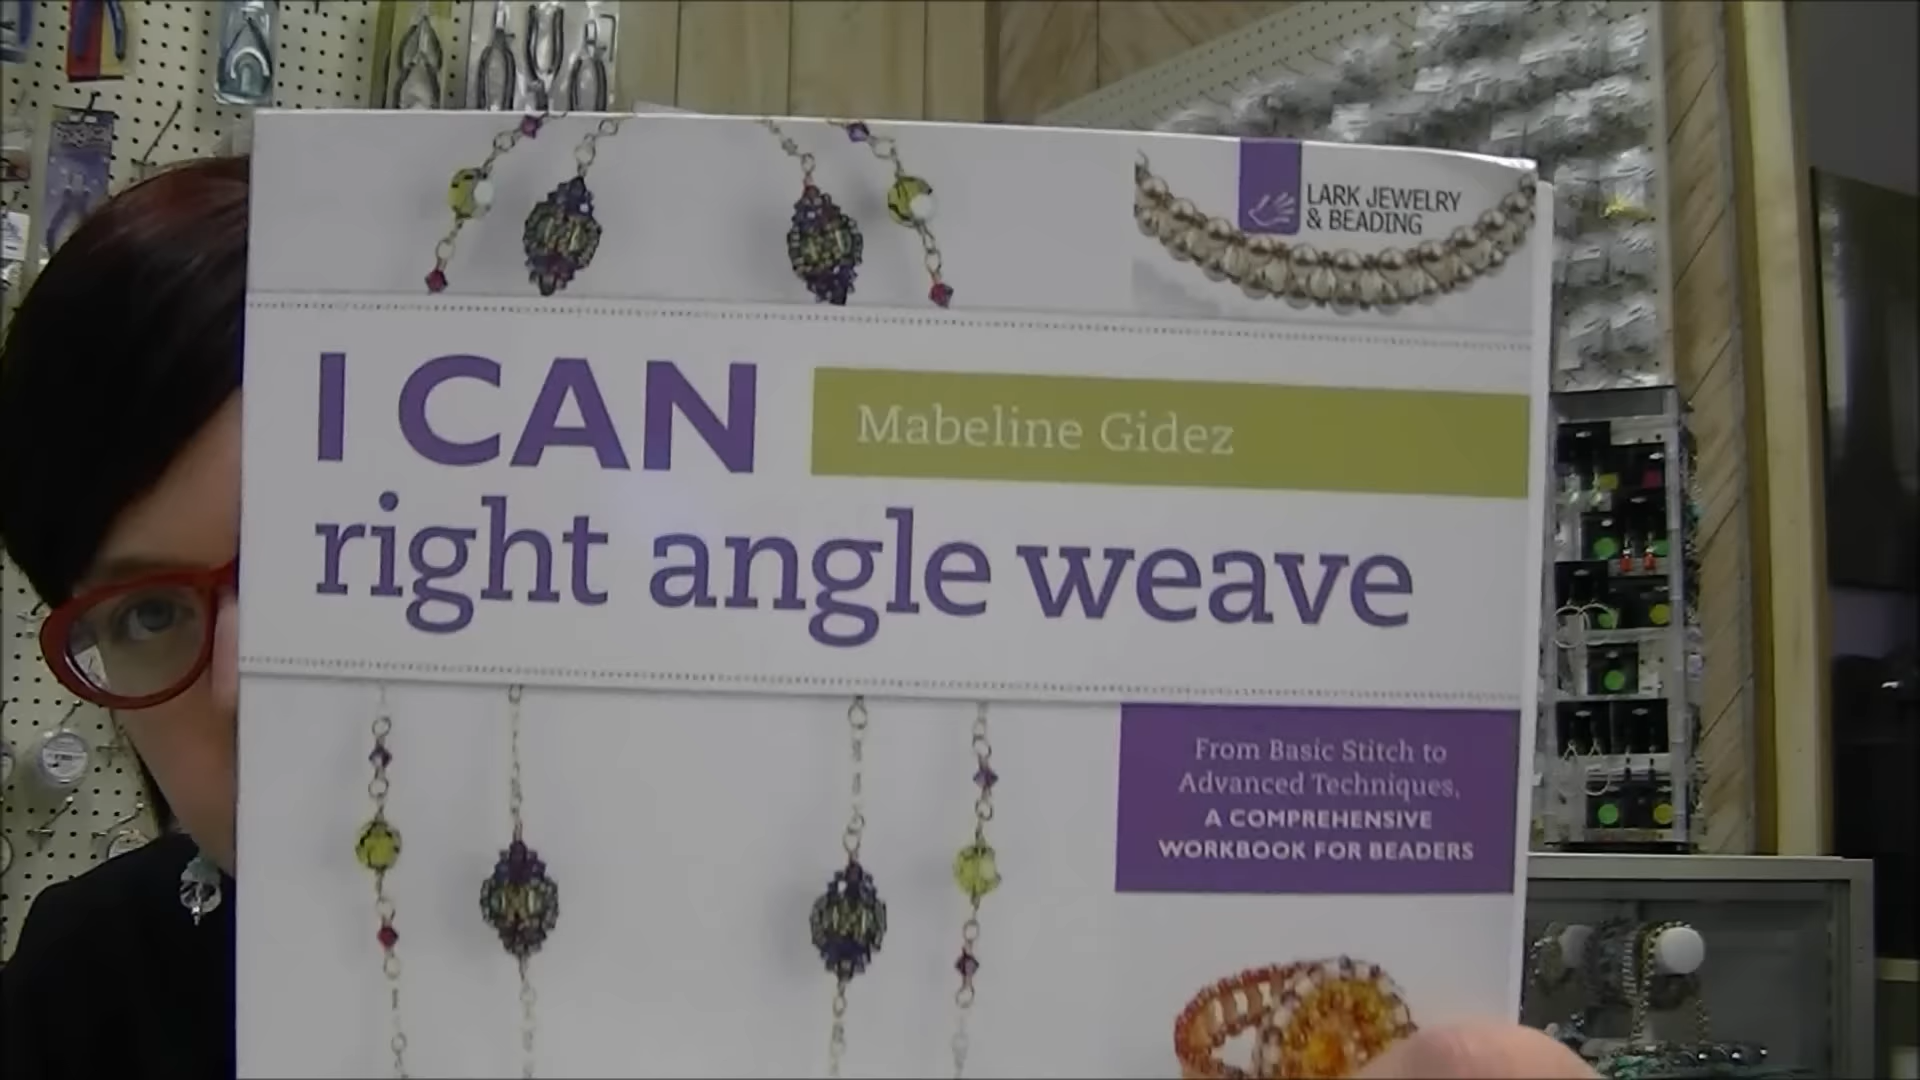 LARK JEWELRY
& BEADING
I CAN
Mabeline Gidez
right angle weave
From Basic Stitch to
Advanced Techniques,
A COMPREHENSIVE
WORKBOOK FOR BEADERS